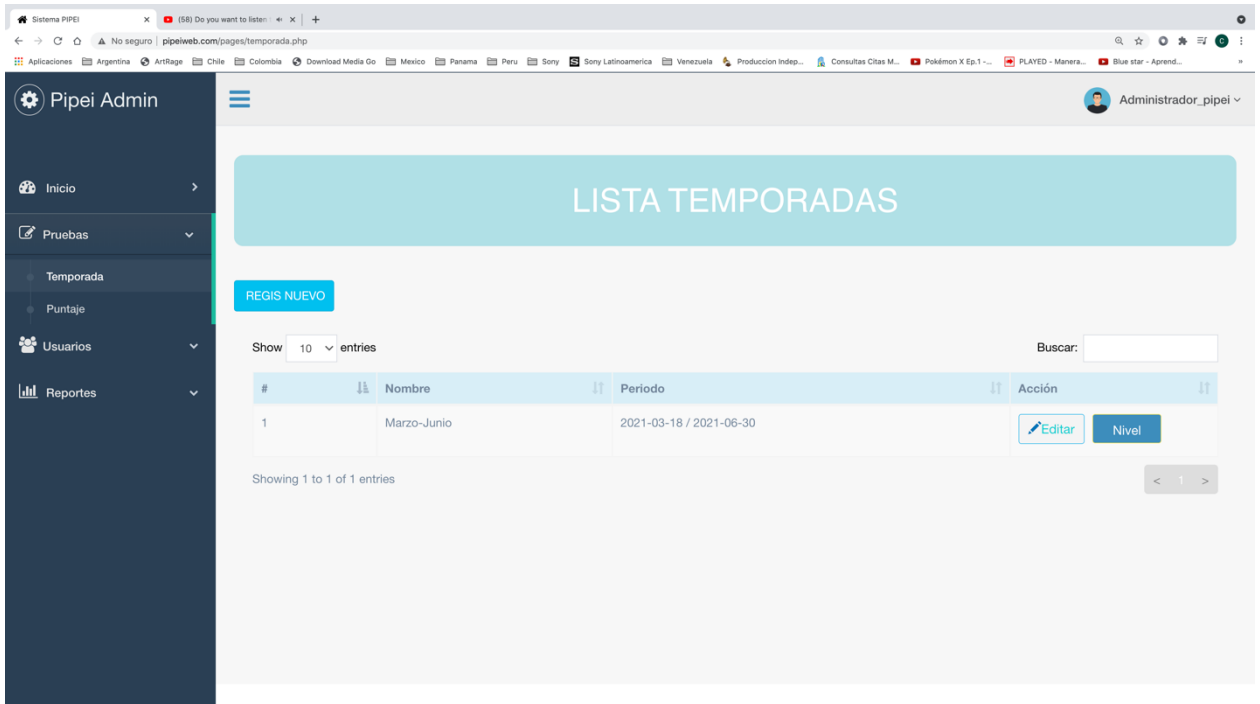 Sistema PIPEI
(58) Do you want to listen
No seguro | pipeiweb.com/pages/temporada.php
Aplicaciones Argentina ArtRage Chile Colombia Download Media Go Mexico Panama Peru Sony Sony Latinoamerica Venezuela Produccion Indep... Consultas Citas M... Pokémon X Ep.1 -... PLAYED - Manera... Blue star - Aprend... »
Pipei Admin
Administrador_pipei
Inicio
Pruebas
Temporada
Puntaje
Usuarios
Reportes
LISTA TEMPORADAS
REGIS NUEVO
Show 10 entries
Buscar:
# Nombre Periodo Acción
1 Marzo-Junio 2021-03-18 / 2021-06-30 Editar Nivel
Showing 1 to 1 of 1 entries
< 1 >